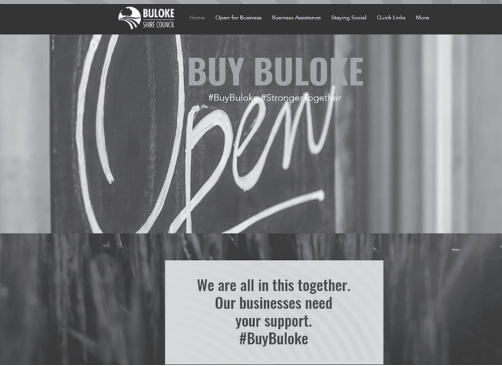 BULOKE
SHIRE COUNCIL
Home Open for Business Business Assistance Staying Social Quick Links More
BUY BULOKE
#BuyBuloke #StrongerTogether
Open
We are all in this together.
Our businesses need
your support.
#BuyBuloke